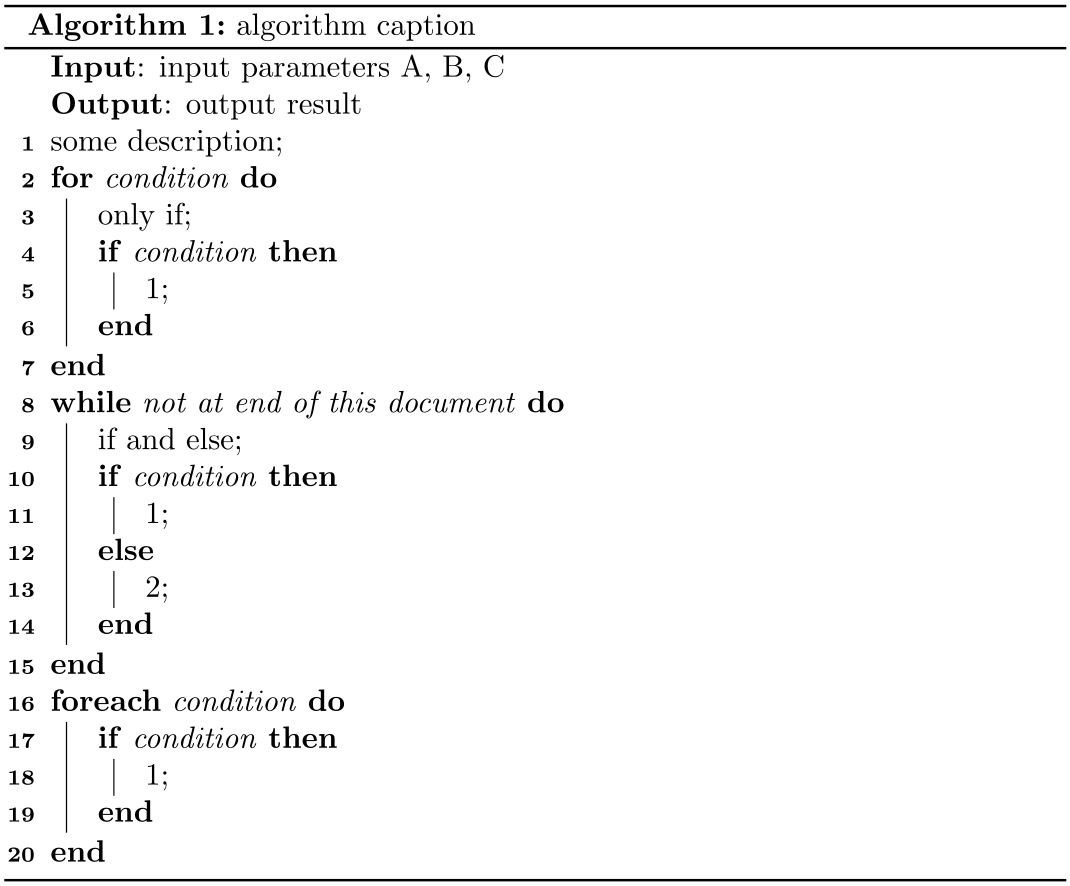 Algorithm 1: algorithm caption
Input: input parameters A, B, C
Output: output result
1 some description;
2 for condition do
3 only if;
4 if condition then
5 1;
6 end
7 end
8 while not at end of this document do
9 if and else;
10 if condition then
11 1;
12 else
13 2;
14 end
15 end
16 foreach condition do
17 if condition then
18 1;
19 end
20 end